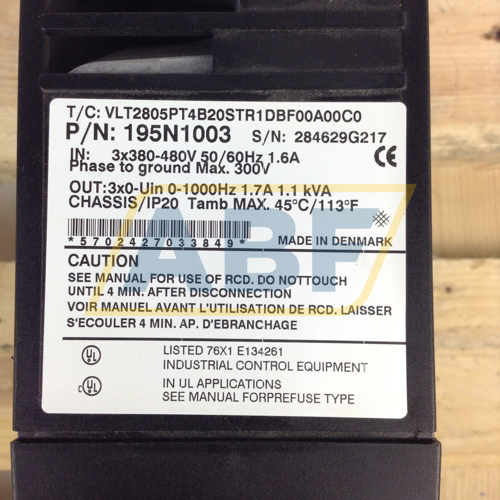 T/C: VLT2805PT4B20STR1DBF00A00C0
P/N: 195N1003 S/N: 284629G217
IN: 3x380-480V 50/60Hz 1.6A
Phase to ground Max. 300V
OUT:3x0-Uin 0-1000Hz 1.7A 1.1 kVA
CHASSIS/IP20 Tamb MAX. 45°C/113°F
*5702427033849*
MADE IN DENMARK
CAUTION
SEE MANUAL FOR USE OF RCD. DO NOTTOUCH
UNTIL 4 MIN. AFTER DISCONNECTION
VOIR MANUEL AVANT L'UTILISATION DE RCD. LAISSER
S'ECOULER 4 MIN. AP. D'EBRANCHAGE
UL LISTED 76X1 E134261
INDUSTRIAL CONTROL EQUIPMENT
c UL IN UL APPLICATIONS
SEE MANUAL FORPREFUSE TYPE
ABF